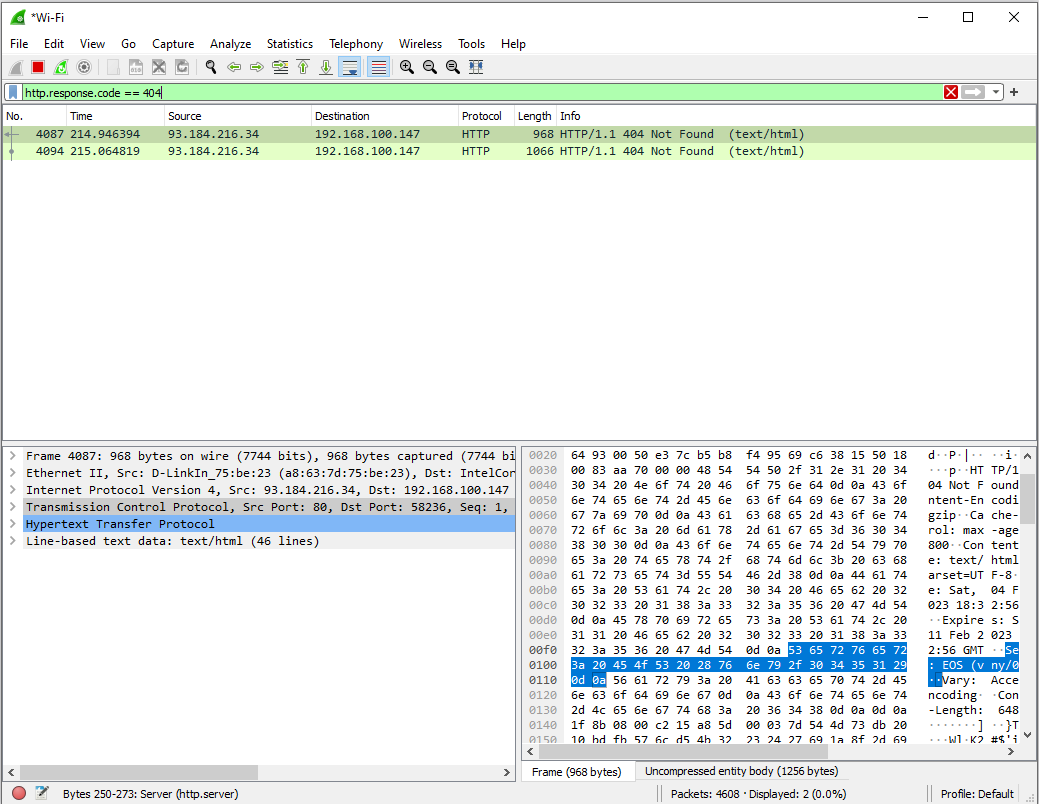 *Wi-Fi
File Edit View Go Capture Analyze Statistics Telephony Wireless Tools Help
http.response.code == 404
No. Time Source Destination Protocol Length Info
4087 214.946394 93.184.216.34 192.168.100.147 HTTP 968 HTTP/1.1 404 Not Found (text/html)
4094 215.064819 93.184.216.34 192.168.100.147 HTTP 1066 HTTP/1.1 404 Not Found (text/html)
Frame 4087: 968 bytes on wire (7744 bits), 968 bytes captured (7744 bi
Ethernet II, Src: D-LinkIn_75:be:23 (a8:63:7d:75:be:23), Dst: IntelCor
Internet Protocol Version 4, Src: 93.184.216.34, Dst: 192.168.100.147
Transmission Control Protocol, Src Port: 80, Dst Port: 58236, Seq: 1,
Hypertext Transfer Protocol
Line-based text data: text/html (46 lines)
0020 64 93 00 50 e3 7c b5 b8 f4 95 69 c6 38 15 50 18 d··P·|·· ··i·
0030 00 83 aa 70 00 00 48 54 54 50 2f 31 2e 31 20 34 ···p··HT TP/1
0040 30 34 20 4e 6f 74 20 46 6f 75 6e 64 0d 0a 43 6f 04 Not F ound
0050 6e 74 65 6e 74 2d 45 6e 63 6f 64 69 6e 67 3a 20 ntent-En codi
0060 67 7a 69 70 0d 0a 43 61 63 68 65 2d 43 6f 6e 74 gzip··Ca che-
0070 72 6f 6c 3a 20 6d 61 78 2d 61 67 65 3d 36 30 34 rol: max -age
0080 38 30 30 0d 0a 43 6f 6e 74 65 6e 74 2d 54 79 70 800··Con tent
0090 65 3a 20 74 65 78 74 2f 68 74 6d 6c 3b 20 63 68 e: text/ html
00a0 61 72 73 65 74 3d 55 54 46 2d 38 0d 0a 44 61 74 arset=UT F-8·
00b0 65 3a 20 53 61 74 2c 20 30 34 20 46 65 62 20 32 e: Sat, 04 F
00c0 30 32 33 20 31 38 3a 33 32 3a 35 36 20 47 4d 54 023 18:3 2:56
00d0 0d 0a 45 78 70 69 72 65 73 3a 20 53 61 74 2c 20 ··Expire s: S
00e0 31 31 20 46 65 62 20 32 30 32 33 20 31 38 3a 33 11 Feb 2 023
00f0 32 3a 35 36 20 47 4d 54 0d 0a 53 65 72 76 65 72 2:56 GMT ··Se
0100 3a 20 45 4f 53 20 28 76 6e 79 2f 30 34 35 31 29 : EOS (v ny/0
0110 0d 0a 56 61 72 79 3a 20 41 63 63 65 70 74 2d 45 ··Vary: Acce
0120 6e 63 6f 64 69 6e 67 0d 0a 43 6f 6e 74 65 6e 74 ncoding· ·Con
0130 2d 4c 65 6e 67 74 68 3a 20 36 34 38 0d 0a 0d 0a -Length: 648
0140 1f 8b 08 00 c2 15 a8 5d 00 03 7d 54 4d 73 db 20 ·······] ··}T
0150 10 bd fb 57 6c d5 4b 32 23 24 27 69 1a 8f 2d 69 ···Wl·K2 #$'i
Frame (968 bytes) Uncompressed entity body (1256 bytes)
Bytes 250-273: Server (http.server) Packets: 4608 · Displayed: 2 (0.0%) Profile: Default